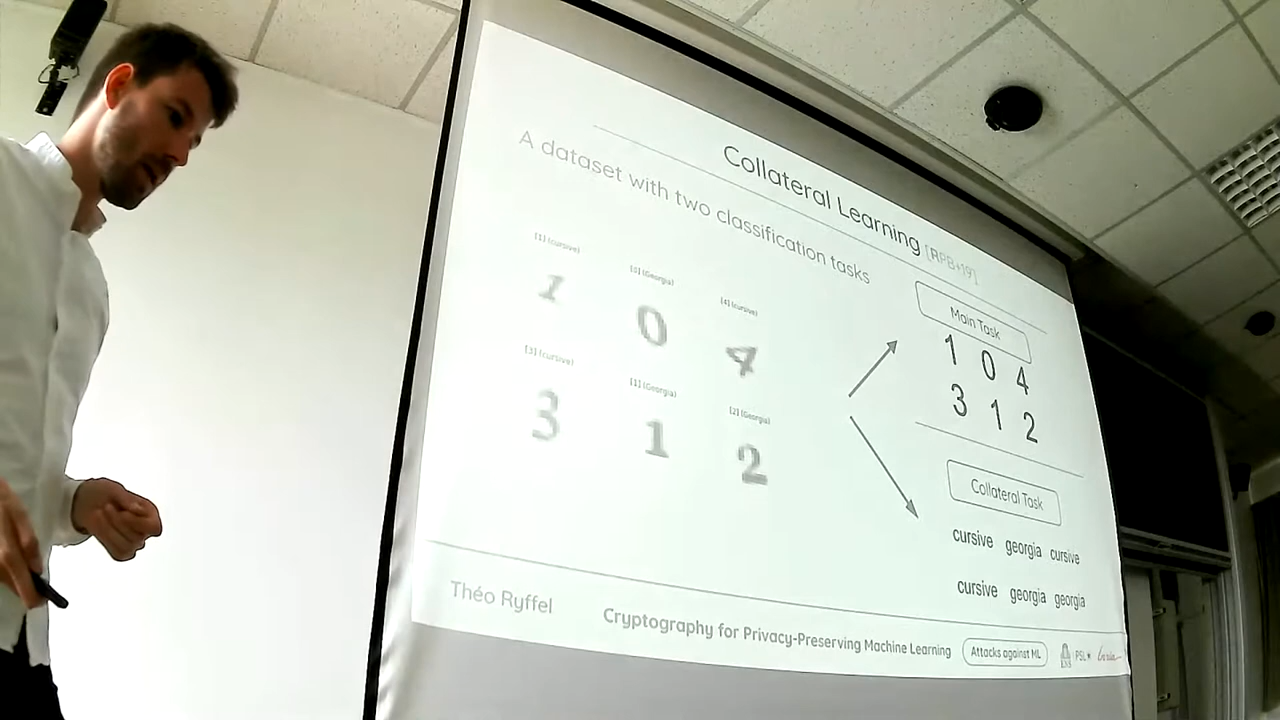 Collateral Learning [RPB+19]
A dataset with two classification tasks
[1] (cursive)
[0] (Georgia)
[4] (cursive)
1 0 4
[3] (cursive)
[1] (Georgia)
[2] (Georgia)
3 1 2
Main Task
1 0 4
3 1 2
Collateral Task
cursive georgia cursive
cursive georgia georgia
Théo Ryffel
Cryptography for Privacy-Preserving Machine Learning
Attacks against ML
PSL